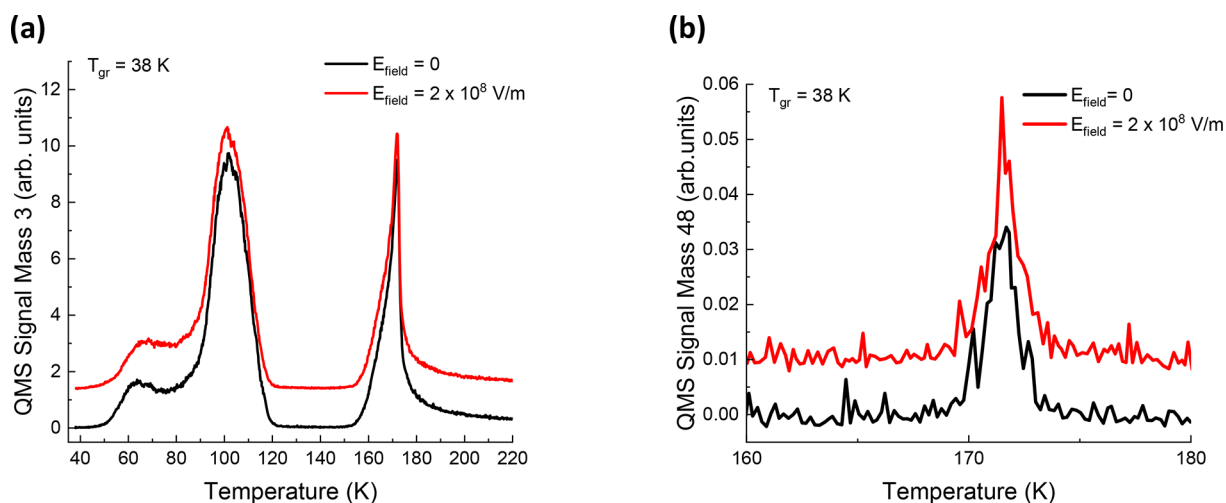 (a)
T_gr = 38 K
E_field = 0
E_field = 2 x 10^8 V/m
QMS Signal Mass 3 (arb. units)
12
10
8
6
4
2
0
40 60 80 100 120 140 160 180 200 220
Temperature (K)
(b)
T_gr = 38 K
E_field= 0
E_field = 2 x 10^8 V/m
QMS Signal Mass 48 (arb.units)
0.06
0.05
0.04
0.03
0.02
0.01
0.00
160 170 180
Temperature (K)